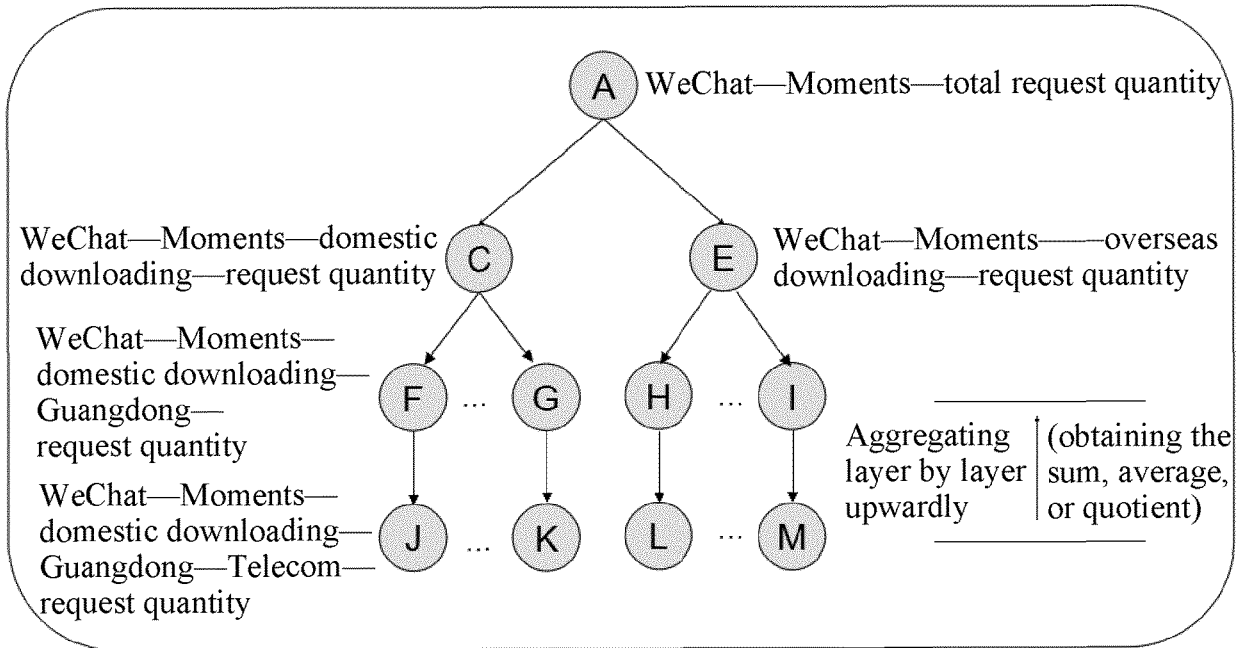 A
WeChat—Moments—total request quantity
WeChat—Moments—domestic
downloading—request quantity
C
E
WeChat—Moments——overseas
downloading—request quantity
WeChat—Moments—
domestic downloading—
Guangdong—
request quantity
F
...
G
H
...
I
Aggregating
layer by layer
upwardly
(obtaining the
sum, average,
or quotient)
WeChat—Moments—
domestic downloading—
Guangdong—Telecom—
request quantity
J
...
K
L
...
M